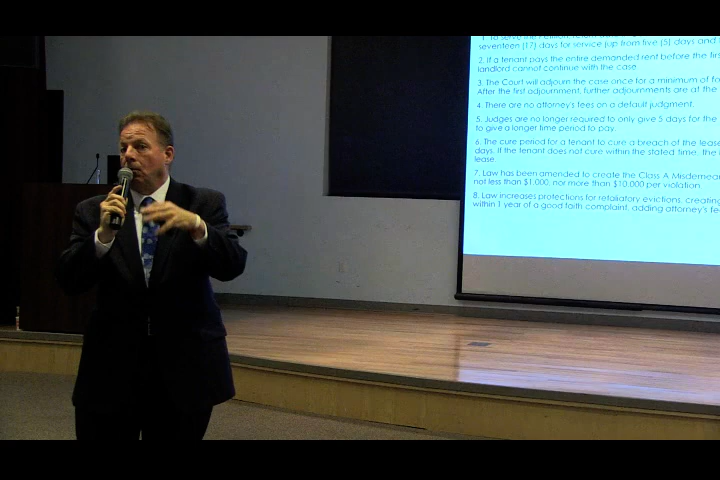 seventeen (17) days for service (up from five (5) days and
2. If a tenant pays the entire demanded rent before the
landlord cannot continue with the case.
3. The Court will adjourn the case once for a minimum of
After the first adjournment, further adjournments are at the
4. There are no attorney's fees on a default judgment.
5. Judges are no longer required to only give 5 days for the
to give a longer time period to pay.
6. The cure period for a tenant to cure a breach of the lease
days. If the tenant does not cure within the stated time, the
lease.
7. Law has been amended to create the Class A
not less than $1,000, nor more than $10,000 per violation.
8. Law increases protections for retaliatory evictions, creating
within 1 year of a good faith complaint, adding attorney's